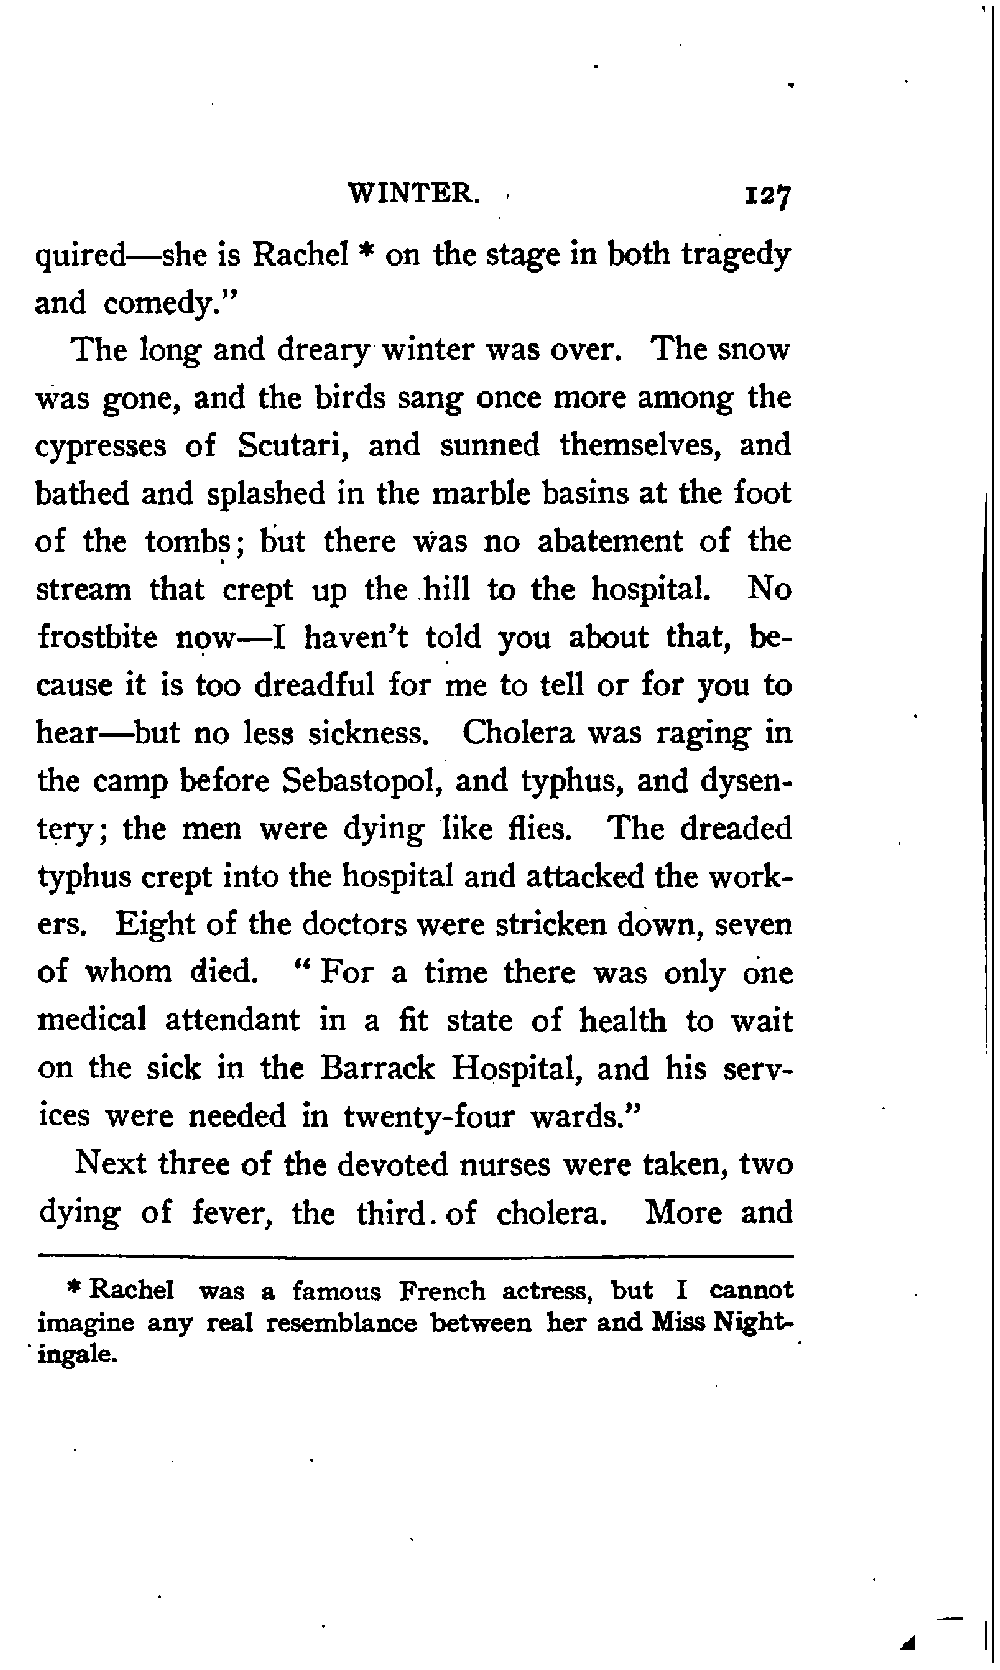 WINTER. 127
quired—she is Rachel * on the stage in both tragedy
and comedy."
The long and dreary winter was over. The snow
was gone, and the birds sang once more among the
cypresses of Scutari, and sunned themselves, and
bathed and splashed in the marble basins at the foot
of the tombs; but there was no abatement of the
stream that crept up the hill to the hospital. No
frostbite now—I haven't told you about that, be-
cause it is too dreadful for me to tell or for you to
hear—but no less sickness. Cholera was raging in
the camp before Sebastopol, and typhus, and dysen-
tery; the men were dying like flies. The dreaded
typhus crept into the hospital and attacked the work-
ers. Eight of the doctors were stricken down, seven
of whom died. "For a time there was only one
medical attendant in a fit state of health to wait
on the sick in the Barrack Hospital, and his serv-
ices were needed in twenty-four wards."
Next three of the devoted nurses were taken, two
dying of fever, the third of cholera. More and
* Rachel was a famous French actress, but I cannot
imagine any real resemblance between her and Miss Night-
ingale.